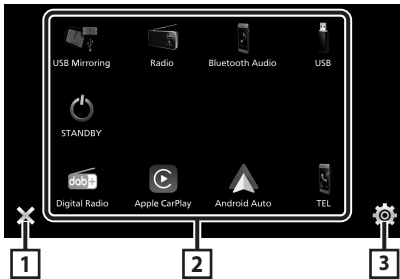 USB Mirroring
Radio
Bluetooth Audio
USB
STANDBY
dab+
Digital Radio
Apple CarPlay
Android Auto
TEL
1
2
3